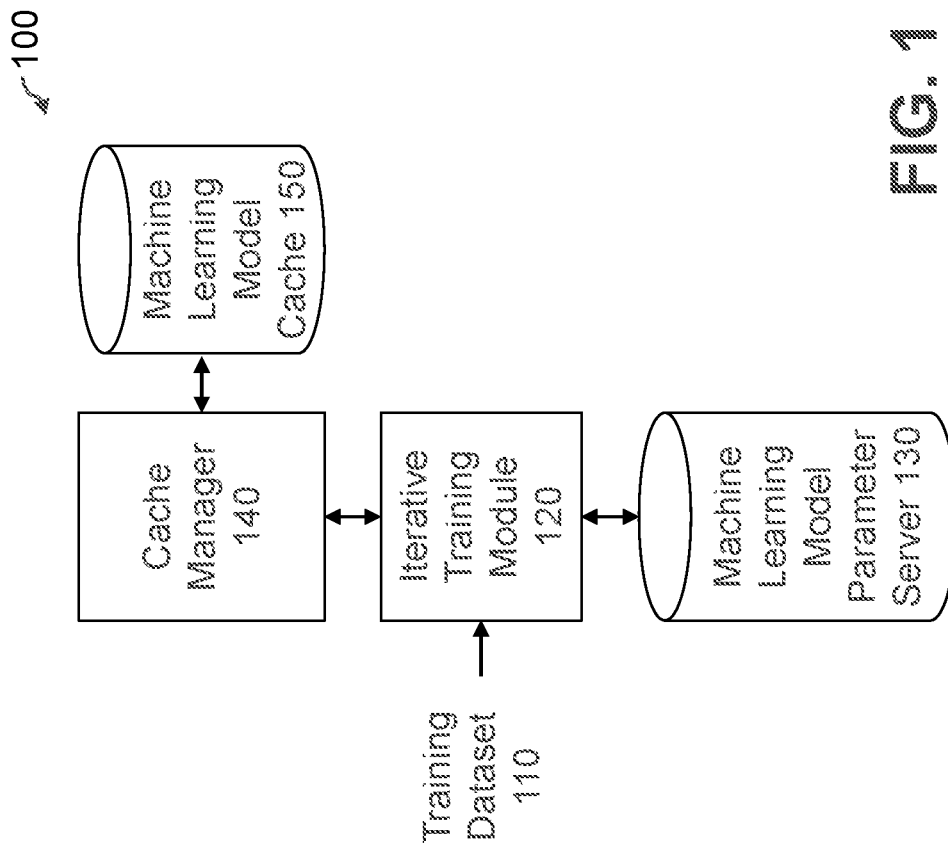 100
Machine
Learning
Model
Cache 150
Cache
Manager
140
Iterative
Training
Module
120
Training
Dataset
110
Machine
Learning
Model
Parameter
Server 130
FIG. 1